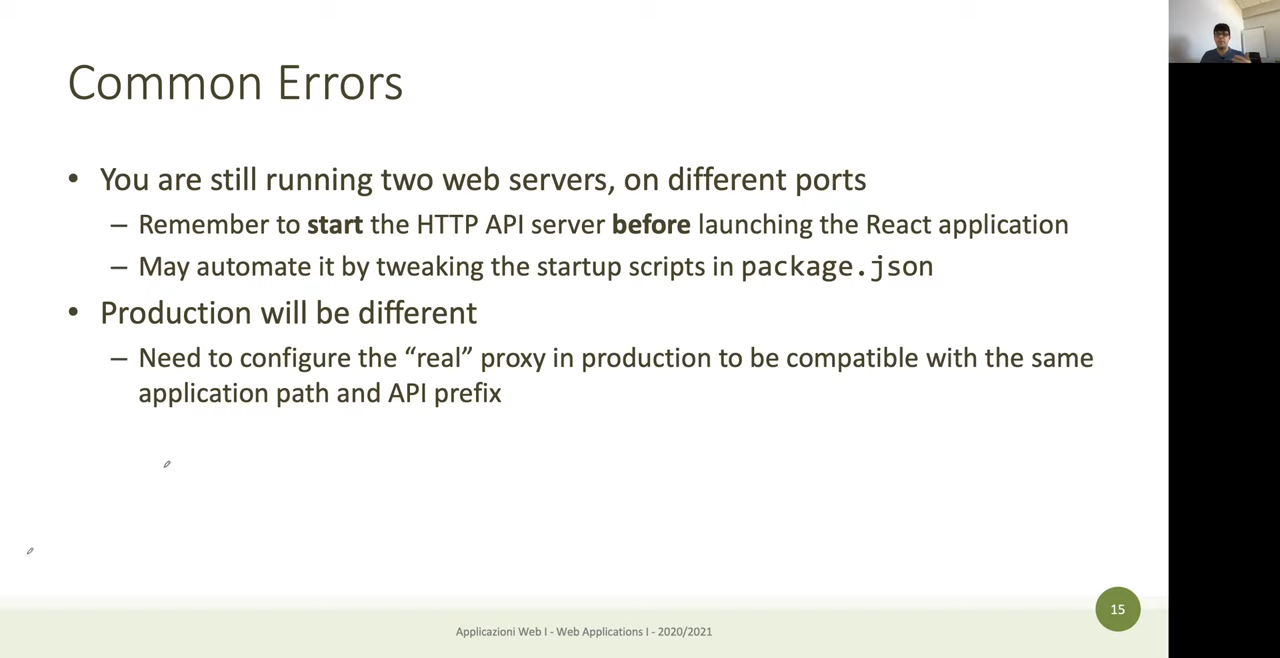 Common Errors
• You are still running two web servers, on different ports
– Remember to start the HTTP API server before launching the React application
– May automate it by tweaking the startup scripts in package.json
• Production will be different
– Need to configure the “real” proxy in production to be compatible with the same
application path and API prefix
15
Applicazioni Web I - Web Applications I - 2020/2021